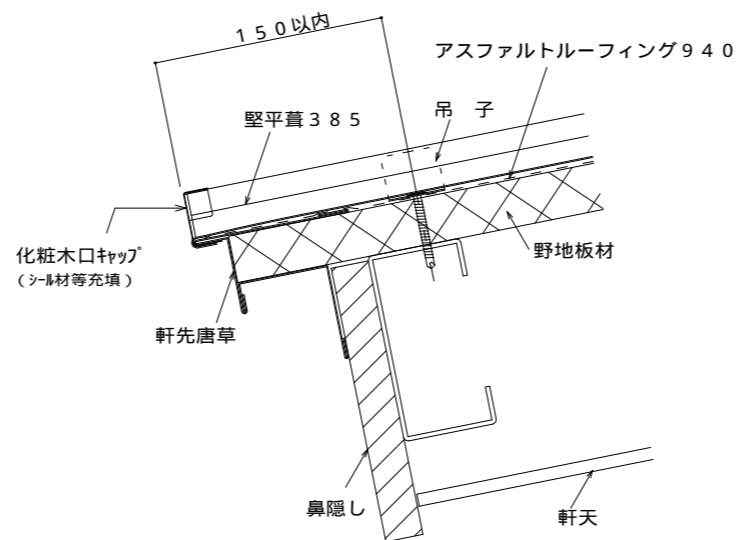 150以内
アスファルトルーフィング940
吊 子
堅平葺385
化粧木口ｷｬｯﾌﾟ
（ｼｰﾙ材等充填）
野地板材
軒先唐草
鼻隠し
軒天